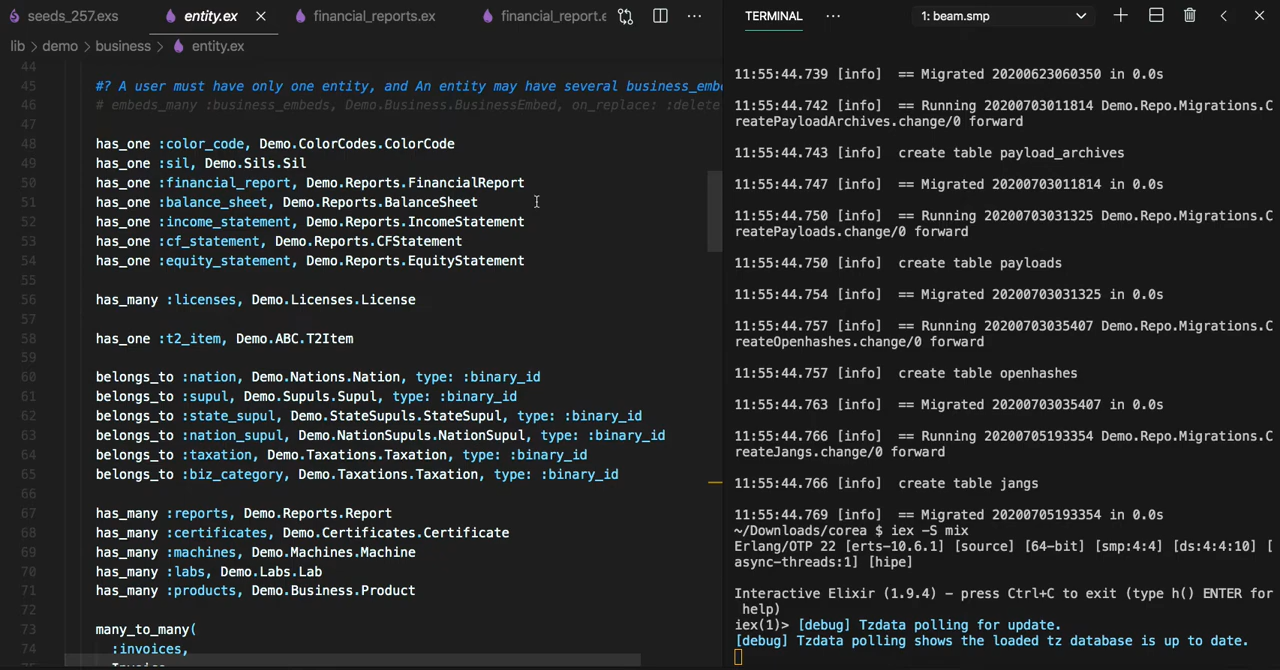 seeds_257.exs
entity.ex
financial_reports.ex
financial_report.e
TERMINAL
1: beam.smp
lib > demo > business > entity.ex
44
45 #? A user must have only one entity, and An entity may have several business_emb
46 # embeds_many :business_embeds, Demo.Business.BusinessEmbed, on_replace: :delete
47
48 has_one :color_code, Demo.ColorCodes.ColorCode
49 has_one :sil, Demo.Sils.Sil
50 has_one :financial_report, Demo.Reports.FinancialReport
51 has_one :balance_sheet, Demo.Reports.BalanceSheet
52 has_one :income_statement, Demo.Reports.IncomeStatement
53 has_one :cf_statement, Demo.Reports.CFStatement
54 has_one :equity_statement, Demo.Reports.EquityStatement
55
56 has_many :licenses, Demo.Licenses.License
57
58 has_one :t2_item, Demo.ABC.T2Item
59
60 belongs_to :nation, Demo.Nations.Nation, type: :binary_id
61 belongs_to :supul, Demo.Supuls.Supul, type: :binary_id
62 belongs_to :state_supul, Demo.StateSupuls.StateSupul, type: :binary_id
63 belongs_to :nation_supul, Demo.NationSupuls.NationSupul, type: :binary_id
64 belongs_to :taxation, Demo.Taxations.Taxation, type: :binary_id
65 belongs_to :biz_category, Demo.Taxations.Taxation, type: :binary_id
66
67 has_many :reports, Demo.Reports.Report
68 has_many :certificates, Demo.Certificates.Certificate
69 has_many :machines, Demo.Machines.Machine
70 has_many :labs, Demo.Labs.Lab
71 has_many :products, Demo.Business.Product
72
73 many_to_many(
74 :invoices,
11:55:44.739 [info]  == Migrated 20200623060350 in 0.0s
11:55:44.742 [info]  == Running 20200703011814 Demo.Repo.Migrations.C
reatePayloadArchives.change/0 forward
11:55:44.743 [info]  create table payload_archives
11:55:44.747 [info]  == Migrated 20200703011814 in 0.0s
11:55:44.750 [info]  == Running 20200703031325 Demo.Repo.Migrations.C
reatePayloads.change/0 forward
11:55:44.750 [info]  create table payloads
11:55:44.754 [info]  == Migrated 20200703031325 in 0.0s
11:55:44.757 [info]  == Running 20200703035407 Demo.Repo.Migrations.C
reateOpenhashes.change/0 forward
11:55:44.757 [info]  create table openhashes
11:55:44.763 [info]  == Migrated 20200703035407 in 0.0s
11:55:44.766 [info]  == Running 20200705193354 Demo.Repo.Migrations.C
reateJangs.change/0 forward
11:55:44.766 [info]  create table jangs
11:55:44.769 [info]  == Migrated 20200705193354 in 0.0s
~/Downloads/corea $ iex -S mix
Erlang/OTP 22 [erts-10.6.1] [source] [64-bit] [smp:4:4] [ds:4:4:10] [
async-threads:1] [hipe]
Interactive Elixir (1.9.4) - press Ctrl+C to exit (type h() ENTER for
help)
iex(1)> [debug] Tzdata polling for update.
[debug] Tzdata polling shows the loaded tz database is up to date.